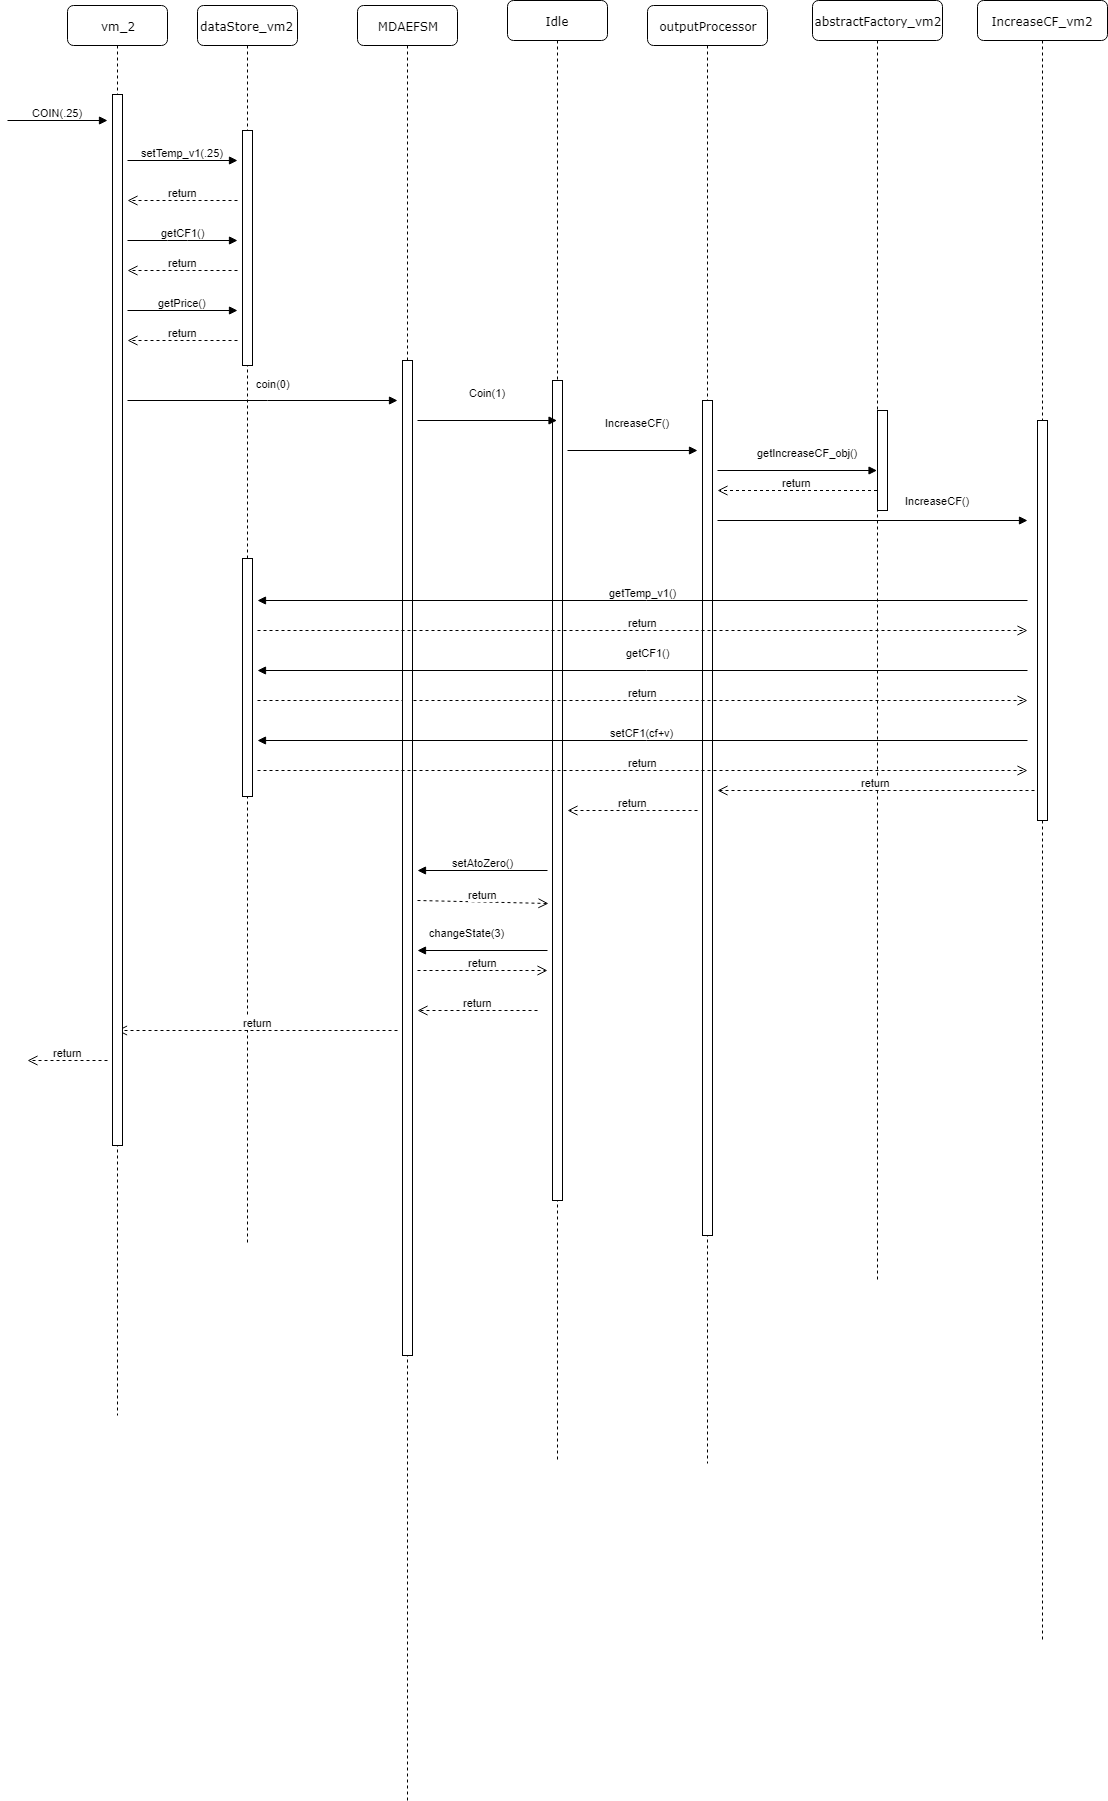 vm_2
dataStore_vm2
MDAEFSM
Idle
outputProcessor
abstractFactory_vm2
IncreaseCF_vm2
COIN(.25)
setTemp_v1(.25)
return
getCF1()
return
getPrice()
return
coin(0)
Coin(1)
IncreaseCF()
getIncreaseCF_obj()
return
IncreaseCF()
getTemp_v1()
return
getCF1()
return
setCF1(cf+v)
return
return
return
setAtoZero()
return
changeState(3)
return
return
return
return